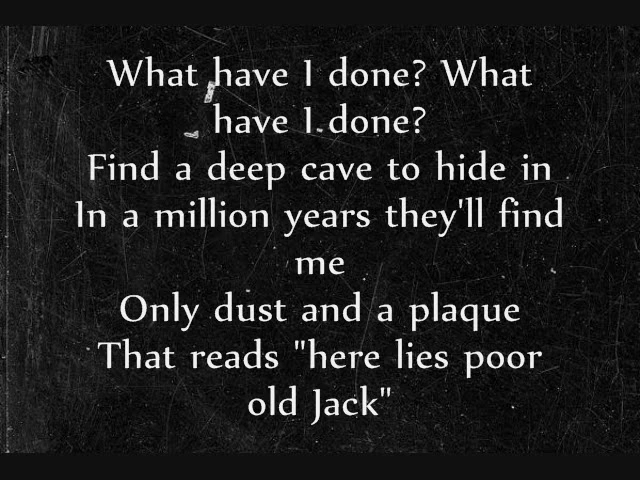 What have I done? What
have I done?
Find a deep cave to hide in
In a million years they'll find
me
Only dust and a plaque
That reads "here lies poor
old Jack"